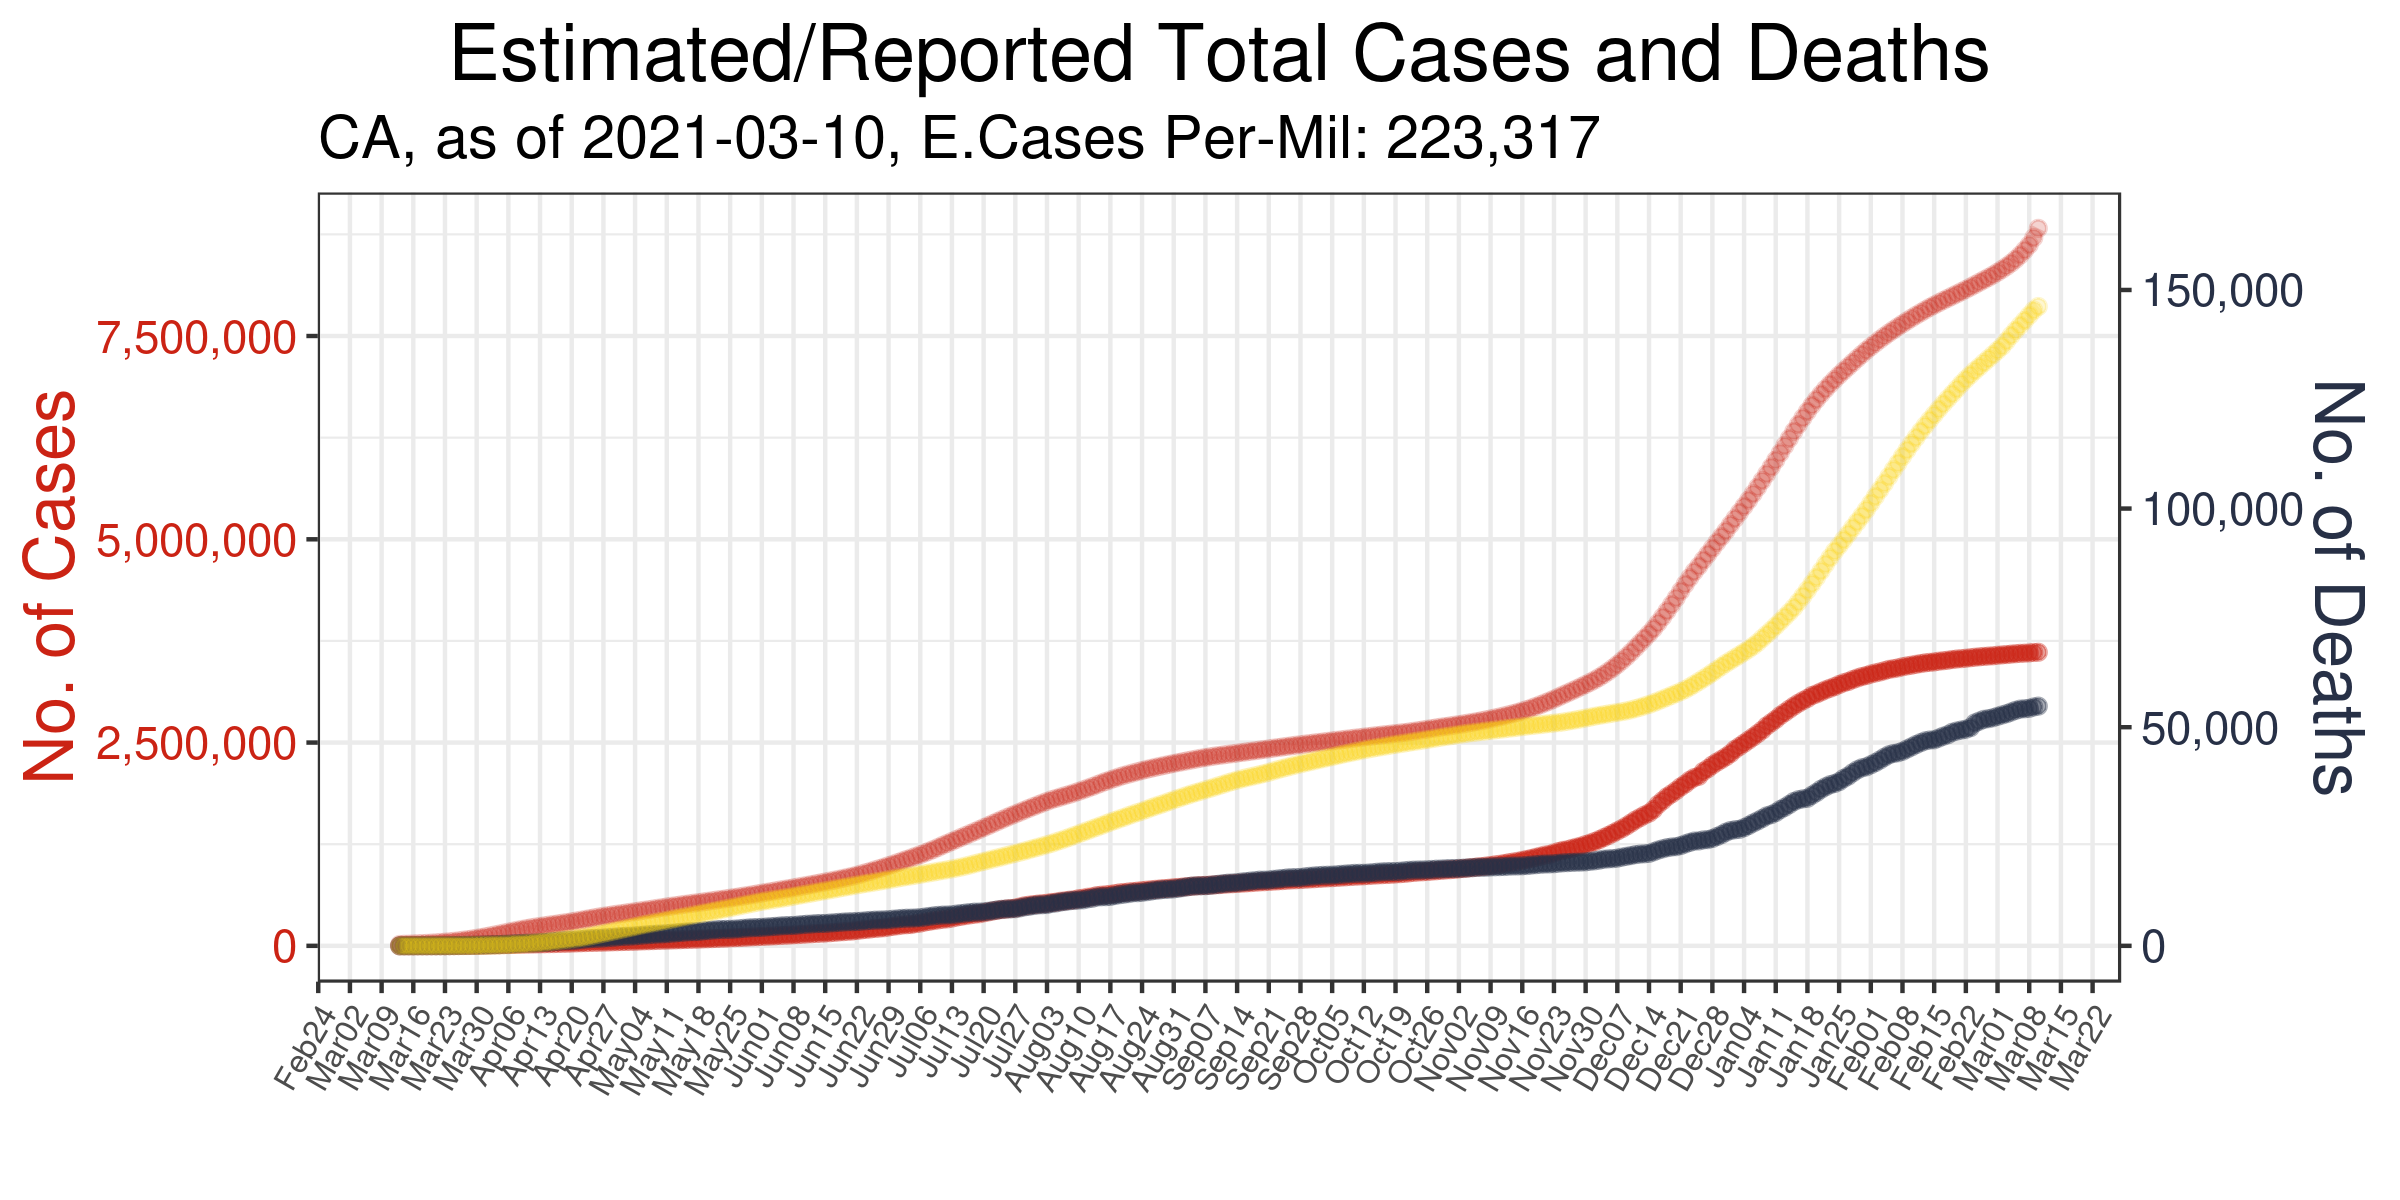 Estimated/Reported Total Cases and Deaths
CA, as of 2021-03-10, E.Cases Per-Mil: 223,317
No. of Cases
7,500,000
5,000,000
2,500,000
0
150,000
100,000
50,000
0
No. of Deaths
Feb24
Mar02
Mar09
Mar16
Mar23
Mar30
Apr06
Apr13
Apr20
Apr27
May04
May11
May18
May25
Jun01
Jun08
Jun15
Jun22
Jun29
Jul06
Jul13
Jul20
Jul27
Aug03
Aug10
Aug17
Aug24
Aug31
Sep07
Sep14
Sep21
Sep28
Oct05
Oct12
Oct19
Oct26
Nov02
Nov09
Nov16
Nov23
Nov30
Dec07
Dec14
Dec21
Dec28
Jan04
Jan11
Jan18
Jan25
Feb01
Feb08
Feb15
Feb22
Mar01
Mar08
Mar15
Mar22